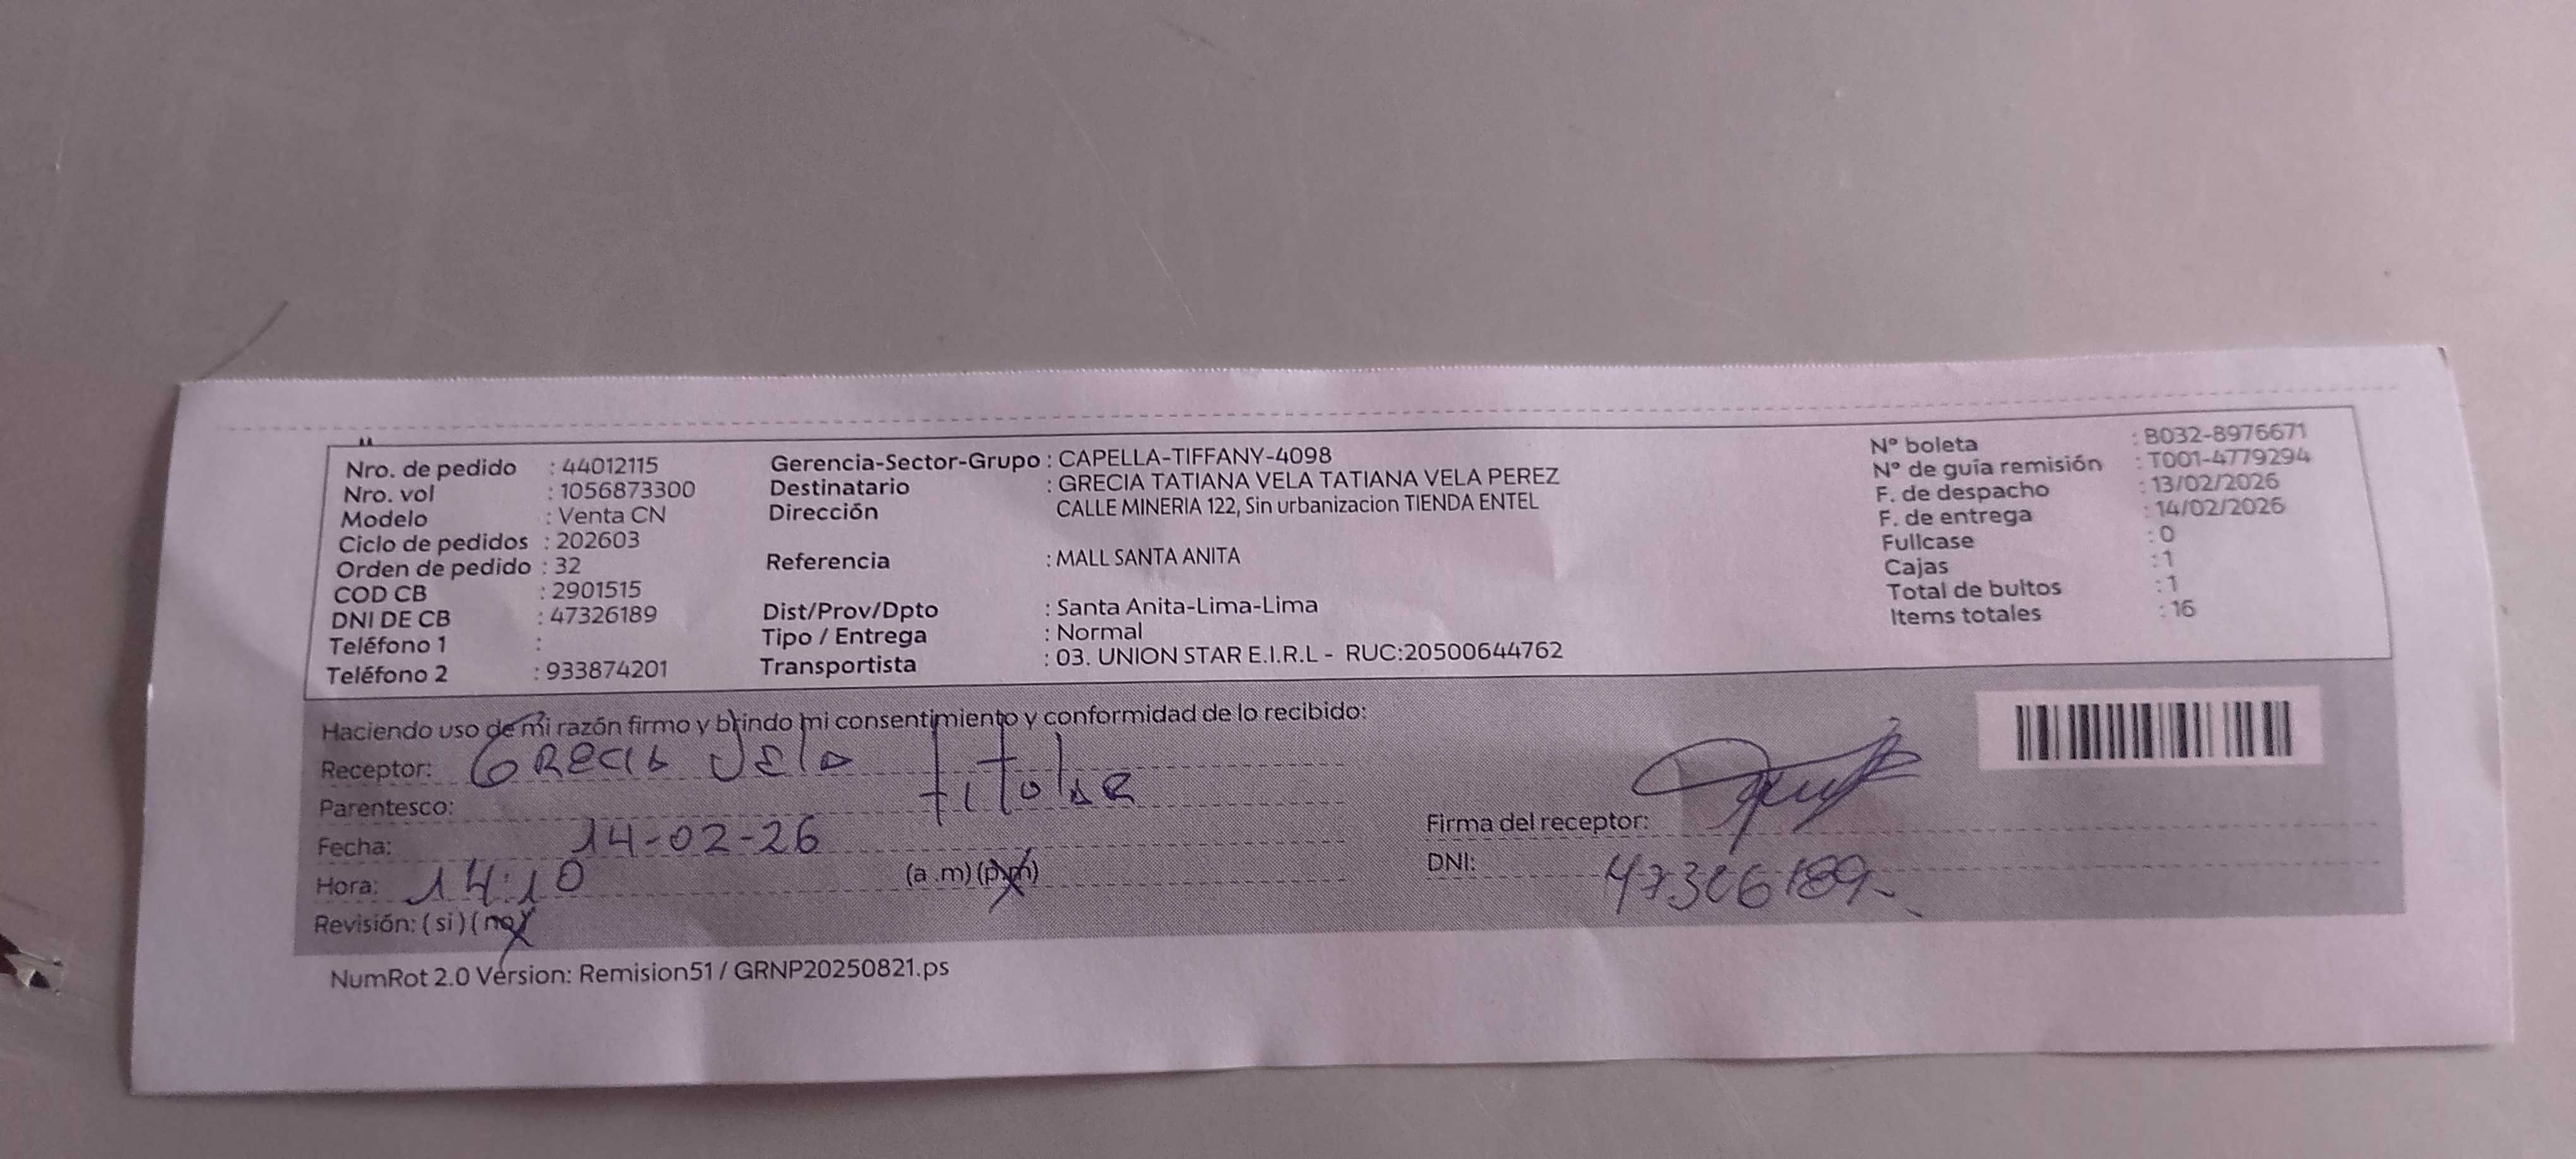 Nro. de pedido : 44012115
Nro. vol : 1056873300
Modelo : Venta CN
Ciclo de pedidos : 202603
Orden de pedido : 32
COD CB : 2901515
DNI DE CB : 47326189
Teléfono 1 :
Teléfono 2 : 933874201
Gerencia-Sector-Grupo : CAPELLA-TIFFANY-4098
Destinatario : GRECIA TATIANA VELA TATIANA VELA PEREZ
Dirección CALLE MINERIA 122, Sin urbanizacion TIENDA ENTEL
Referencia : MALL SANTA ANITA
Dist/Prov/Dpto : Santa Anita-Lima-Lima
Tipo / Entrega : Normal
Transportista : 03. UNION STAR E.I.R.L - RUC:20500644762
N° boleta : B032-8976671
N° de guía remisión : T001-4779294
F. de despacho : 13/02/2026
F. de entrega : 14/02/2026
Fullcase : 0
Cajas : 1
Total de bultos : 1
Items totales : 16
Haciendo uso de mi razón firmo y brindo mi consentimiento y conformidad de lo recibido:
Receptor: GRECIA VELA
Parentesco: titular
Fecha: 14-02-26
Hora: 14:10 (a .m) (p.m)
Revisión: ( si ) ( no )
Firma del receptor:
DNI: 47326189
NumRot 2.0 Version: Remision51 / GRNP20250821.ps